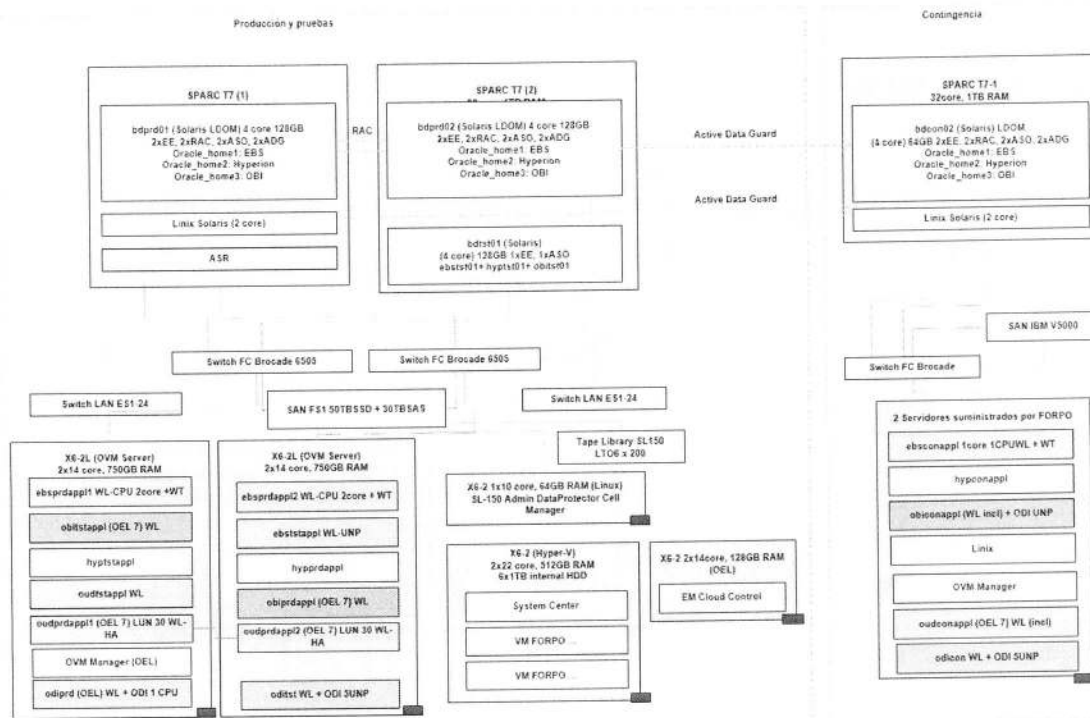 Produccion y pruebas
Contingencia
SPARC T7 (1)
bdprd01 (Solaris LDOM) 4 core 128GB
2xEE, 2xRAC, 2xASO, 2xADG
Oracle_home1: EBS
Oracle_home2: Hyperion
Oracle_home3: OBI
Linix Solaris (2 core)
ASR
RAC
SPARC T7 (2)
1TB RAM
bdprd02 (Solaris LDOM) 4 core 128GB
2xEE, 2xRAC, 2xASO, 2xADG
Oracle_home1: EBS
Oracle_home2: Hyperion
Oracle_home3: OBI
bdtst01 (Solaris)
(4 core) 128GB 1xEE, 1xASO
ebstst01+ hyptst01+ obitst01
Active Data Guard
Active Data Guard
SPARC T7-1
32core, 1TB RAM
bdcon02 (Solaris) LDOM
(4 core) 64GB 2xEE, 2xRAC, 2xASO, 2xADG
Oracle_home1: EBS
Oracle_home2: Hyperion
Oracle_home3: OBI
Linix Solaris (2 core)
Switch FC Brocade 6505
Switch FC Brocade 6505
SAN IBM V5000
Switch FC Brocade
Switch LAN ES1-24
SAN FS1 50TBSSD + 30TBSAS
Switch LAN ES1-24
Tape Library SL150
LTO6 x 200
X6-2L (OVM Server)
2x14 core, 750GB RAM
ebsprdappl1 WL-CPU 2core +WT
obitstappl (OEL 7) WL
hyptstappl
oudtstappl WL
oudprdappl1 (OEL 7) LUN 30 WL-
HA
OVM Manager (OEL)
odiprd (OEL) WL + ODI 1 CPU
X6-2L (OVM Server)
2x14 core, 750GB RAM
ebsprdappl2 WL-CPU 2core + WT
ebststappl WL-UNP
hypprdappl
obiprdappl (OEL 7) WL
oudprdappl2 (OEL 7) LUN 30 WL-
HA
oditst WL + ODI 3UNP
X6-2 1x10 core, 64GB RAM (Linux)
SL-150 Admin DataProtector Cell
Manager
X6-2 (Hyper-V)
2x22 core, 512GB RAM
6x1TB internal HDD
System Center
VM FORPO ...
VM FORPO ...
X6-2 2x14core, 128GB RAM
(OEL)
EM Cloud Control
2 Servidores suministrados por FORPO
ebsconappl 1core 1CPUWL + WT
hypconappl
obiconappl (WL incl) + ODI UNP
Linix
OVM Manager
oudconappl (OEL 7) WL (incl)
odicon WL + ODI 5UNP